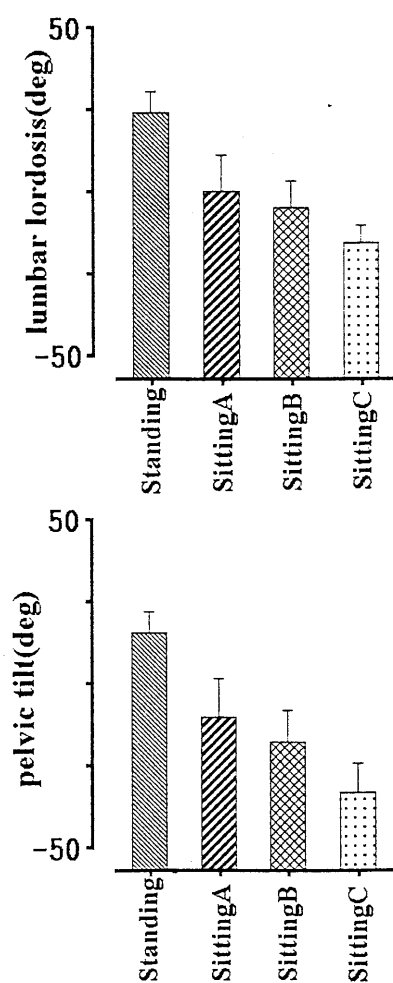 50
lumbar lordosis(deg)
-50
Standing
SittingA
SittingB
SittingC
50
pelvic tilt(deg)
-50
Standing
SittingA
SittingB
SittingC